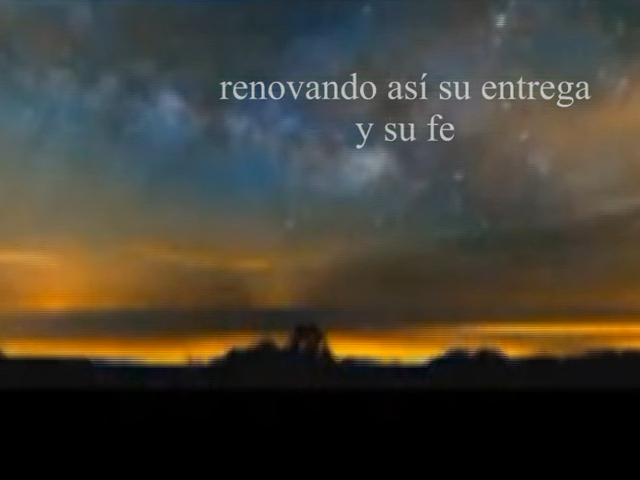 renovando así su entrega
y su fe